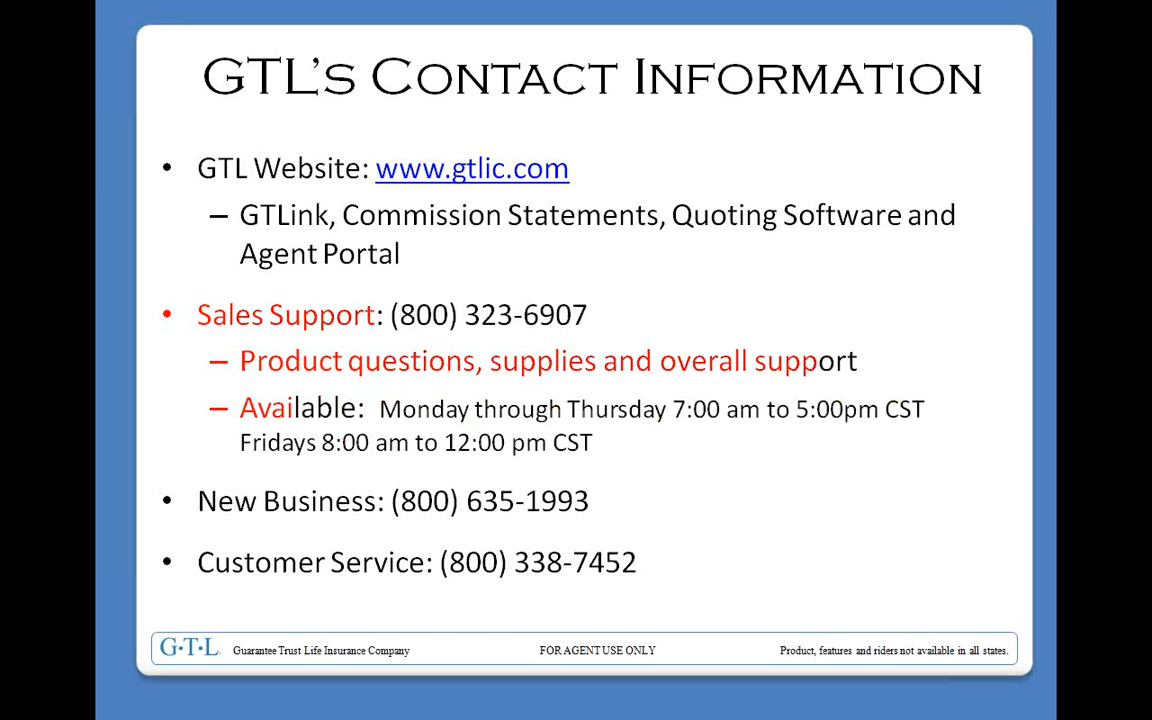 GTL's Contact Information
• GTL Website: www.gtlic.com
– GTLink, Commission Statements, Quoting Software and
Agent Portal
• Sales Support: (800) 323-6907
– Product questions, supplies and overall support
– Available: Monday through Thursday 7:00 am to 5:00pm CST
Fridays 8:00 am to 12:00 pm CST
• New Business: (800) 635-1993
• Customer Service: (800) 338-7452
G·T·L Guarantee Trust Life Insurance Company FOR AGENT USE ONLY Product, features and riders not available in all states.